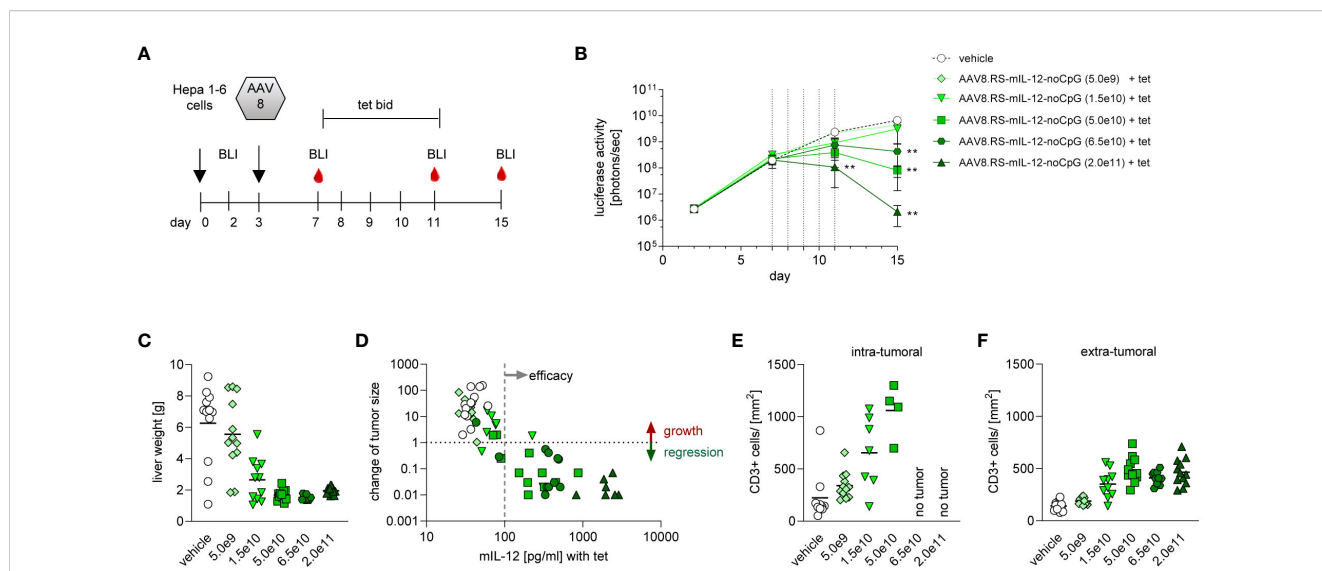 A
Hepa 1-6
cells
AAV
8
tet bid
BLI
BLI
BLI
BLI
day
0
2
3
7
8
9
10
11
15
B
luciferase activity
[photons/sec]
10^11
10^10
10^9
10^8
10^7
10^6
10^5
0
5
10
15
day
**
**
**
**
vehicle
AAV8.RS-mIL-12-noCpG (5.0e9) + tet
AAV8.RS-mIL-12-noCpG (1.5e10) + tet
AAV8.RS-mIL-12-noCpG (5.0e10) + tet
AAV8.RS-mIL-12-noCpG (6.5e10) + tet
AAV8.RS-mIL-12-noCpG (2.0e11) + tet
C
liver weight [g]
10
8
6
4
2
0
vehicle
5.0e9
1.5e10
5.0e10
6.5e10
2.0e11
D
change of tumor size
1000
100
10
1
0.1
0.01
0.001
efficacy
growth
regression
10
100
1000
10000
mIL-12 [pg/ml] with tet
E
intra-tumoral
CD3+ cells/ [mm²]
1500
1000
500
0
no tumor
no tumor
vehicle
5.0e9
1.5e10
5.0e10
6.5e10
2.0e11
F
extra-tumoral
CD3+ cells/ [mm²]
1500
1000
500
0
vehicle
5.0e9
1.5e10
5.0e10
6.5e10
2.0e11